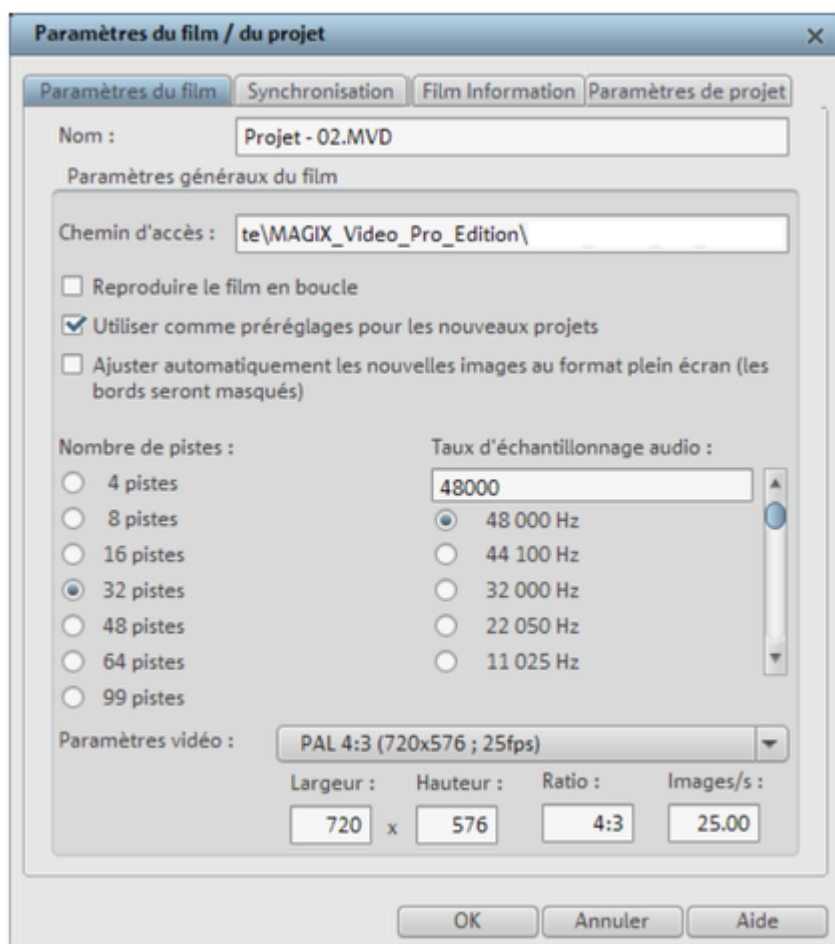 Paramètres du film / du projet
Paramètres du film Synchronisation Film Information Paramètres de projet
Nom : Projet - 02.MVD
Paramètres généraux du film
Chemin d'accès : te\MAGIX_Video_Pro_Edition\
Reproduire le film en boucle
Utiliser comme préréglages pour les nouveaux projets
Ajuster automatiquement les nouvelles images au format plein écran (les
bords seront masqués)
Nombre de pistes :
4 pistes
8 pistes
16 pistes
32 pistes
48 pistes
64 pistes
99 pistes
Taux d'échantillonnage audio :
48000
48 000 Hz
44 100 Hz
32 000 Hz
22 050 Hz
11 025 Hz
Paramètres vidéo : PAL 4:3 (720x576 ; 25fps)
Largeur : Hauteur : Ratio : Images/s :
720 x 576 4:3 25.00
OK Annuler Aide